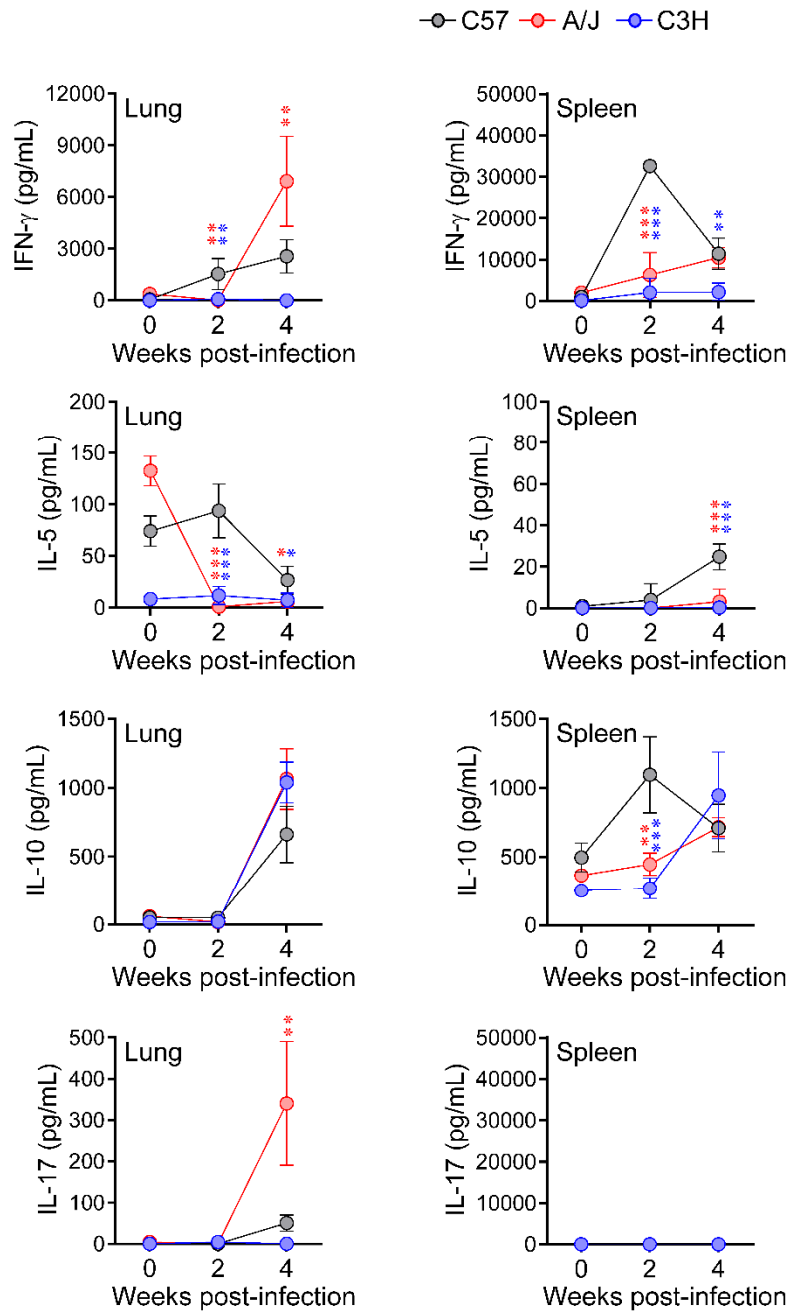 C57 A/J C3H
Lung
IFN-γ (pg/mL)
12000
9000
6000
3000
0
**
** **
0 2 4
Weeks post-infection
Spleen
IFN-γ (pg/mL)
50000
40000
30000
20000
10000
0
*** ***
**
0 2 4
Weeks post-infection
Lung
IL-5 (pg/mL)
200
150
100
50
0
*** ***
* *
0 2 4
Weeks post-infection
Spleen
IL-5 (pg/mL)
100
80
60
40
20
0
*** ***
0 2 4
Weeks post-infection
Lung
IL-10 (pg/mL)
1500
1000
500
0
0 2 4
Weeks post-infection
Spleen
IL-10 (pg/mL)
1500
1000
500
0
** ***
0 2 4
Weeks post-infection
Lung
IL-17 (pg/mL)
500
400
300
200
100
0
**
0 2 4
Weeks post-infection
Spleen
IL-17 (pg/mL)
50000
40000
30000
20000
10000
0
0 2 4
Weeks post-infection